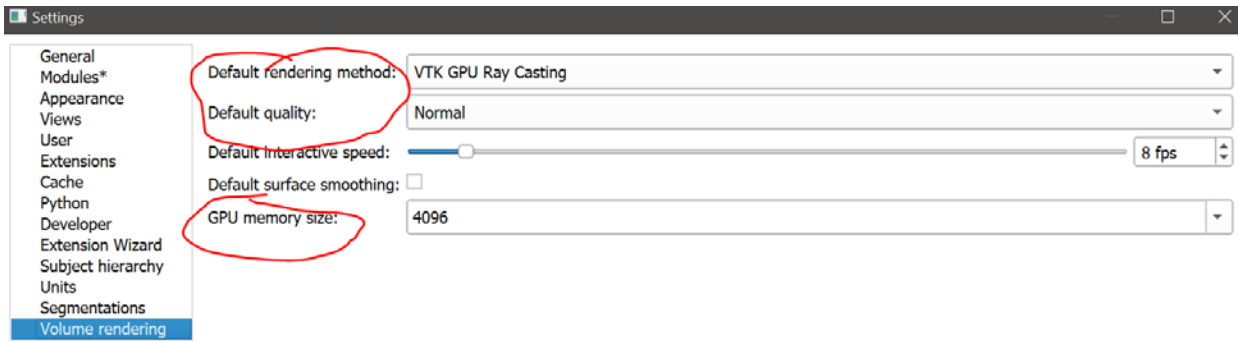 Settings
General
Modules*
Appearance
Views
User
Extensions
Cache
Python
Developer
Extension Wizard
Subject hierarchy
Units
Segmentations
Volume rendering
Default rendering method: VTK GPU Ray Casting
Default quality: Normal
Default interactive speed: 8 fps
Default surface smoothing:
GPU memory size: 4096